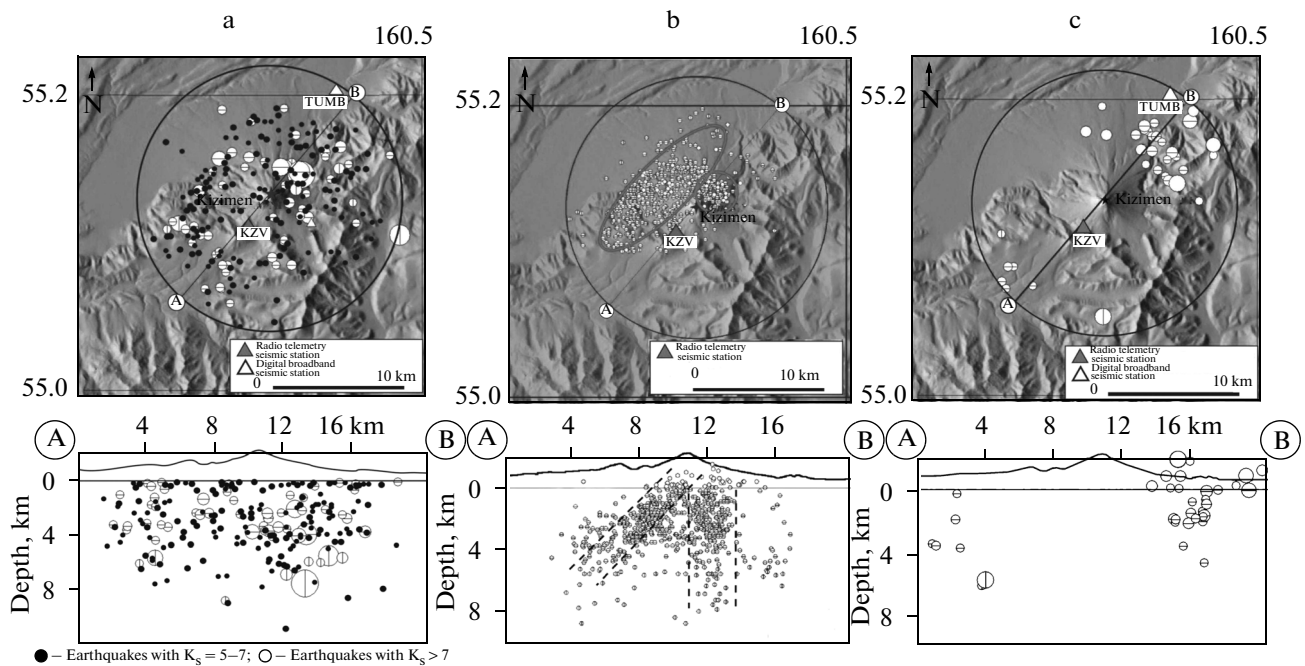 a
160.5
55.2
N
TUMB
B
Kizimen
KZV
A
Radio telemetry
seismic station
Digital broadband
seismic station
0 10 km
55.0
b
160.5
55.2
N
B
Kizimen
KZV
A
Radio telemetry
seismic station
0 10 km
55.0
c
160.5
55.2
N
TUMB
B
Kizimen
KZV
A
Radio telemetry
seismic station
Digital broadband
seismic station
0 10 km
55.0
A 4 8 12 16 km B
0
4
8
Depth, km
A 4 8 12 16 B
0
4
8
Depth, km
A 4 8 12 16 km B
0
4
8
Depth, km
– Earthquakes with Ks = 5–7; – Earthquakes with Ks > 7